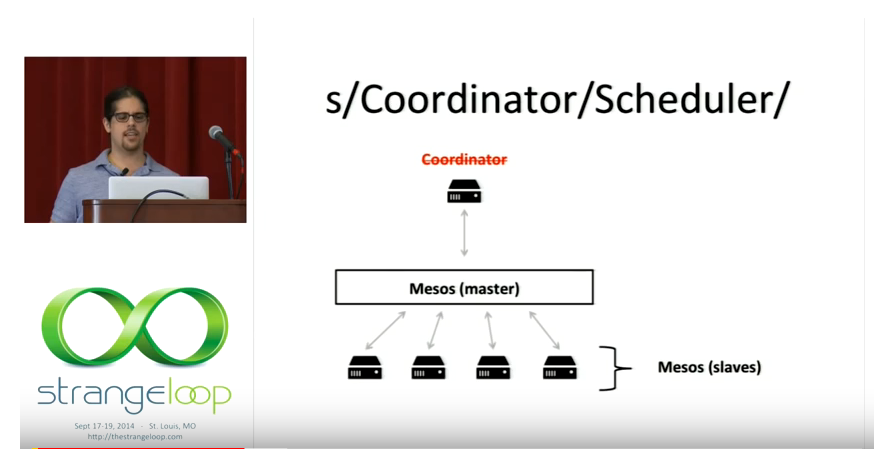 s/Coordinator/Scheduler/
Coordinator
Mesos (master)
Mesos (slaves)
strangeloop
Sept 17-19, 2014 - St. Louis, MO
http://thestrangeloop.com